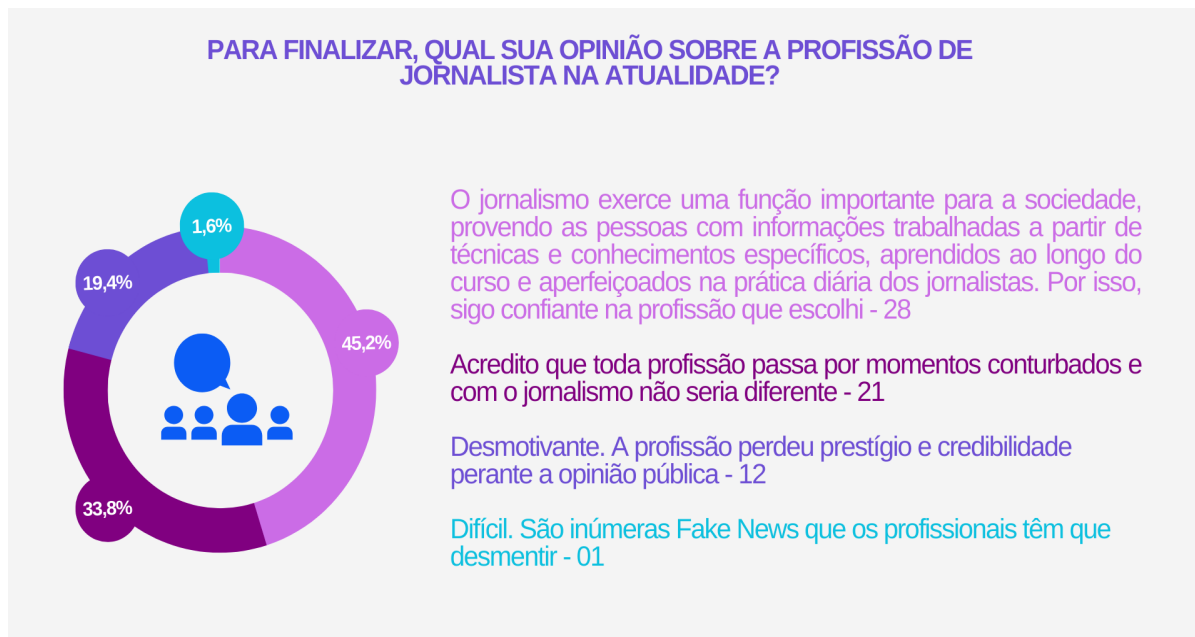 PARA FINALIZAR, QUAL SUA OPINIÃO SOBRE A PROFISSÃO DE
JORNALISTA NA ATUALIDADE?
1,6%
19,4%
45,2%
33,8%
O jornalismo exerce uma função importante para a sociedade,
provendo as pessoas com informações trabalhadas a partir de
técnicas e conhecimentos específicos, aprendidos ao longo do
curso e aperfeiçoados na prática diária dos jornalistas. Por isso,
sigo confiante na profissão que escolhi - 28
Acredito que toda profissão passa por momentos conturbados e
com o jornalismo não seria diferente - 21
Desmotivante. A profissão perdeu prestígio e credibilidade
perante a opinião pública - 12
Difícil. São inúmeras Fake News que os profissionais têm que
desmentir - 01